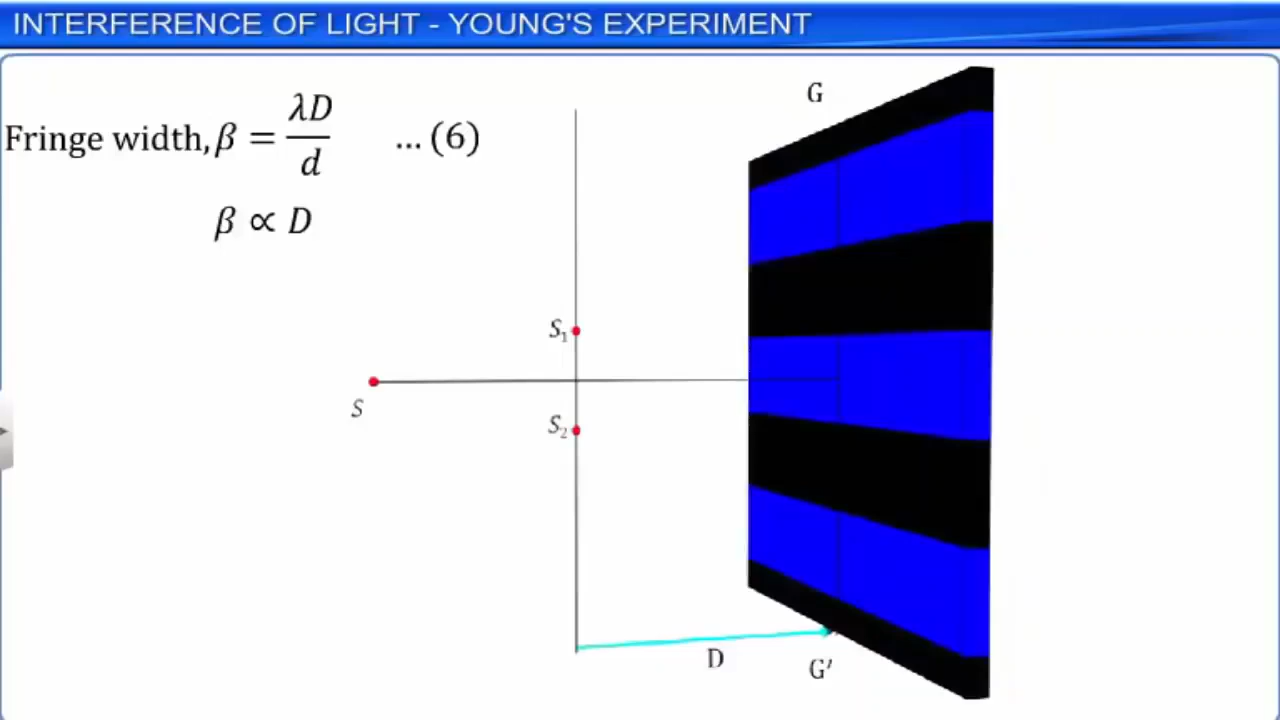 INTERFERENCE OF LIGHT - YOUNG'S EXPERIMENT
G
Fringe width, β = λD/d ... (6)
β ∝ D
S₁
S
S₂
D
G′